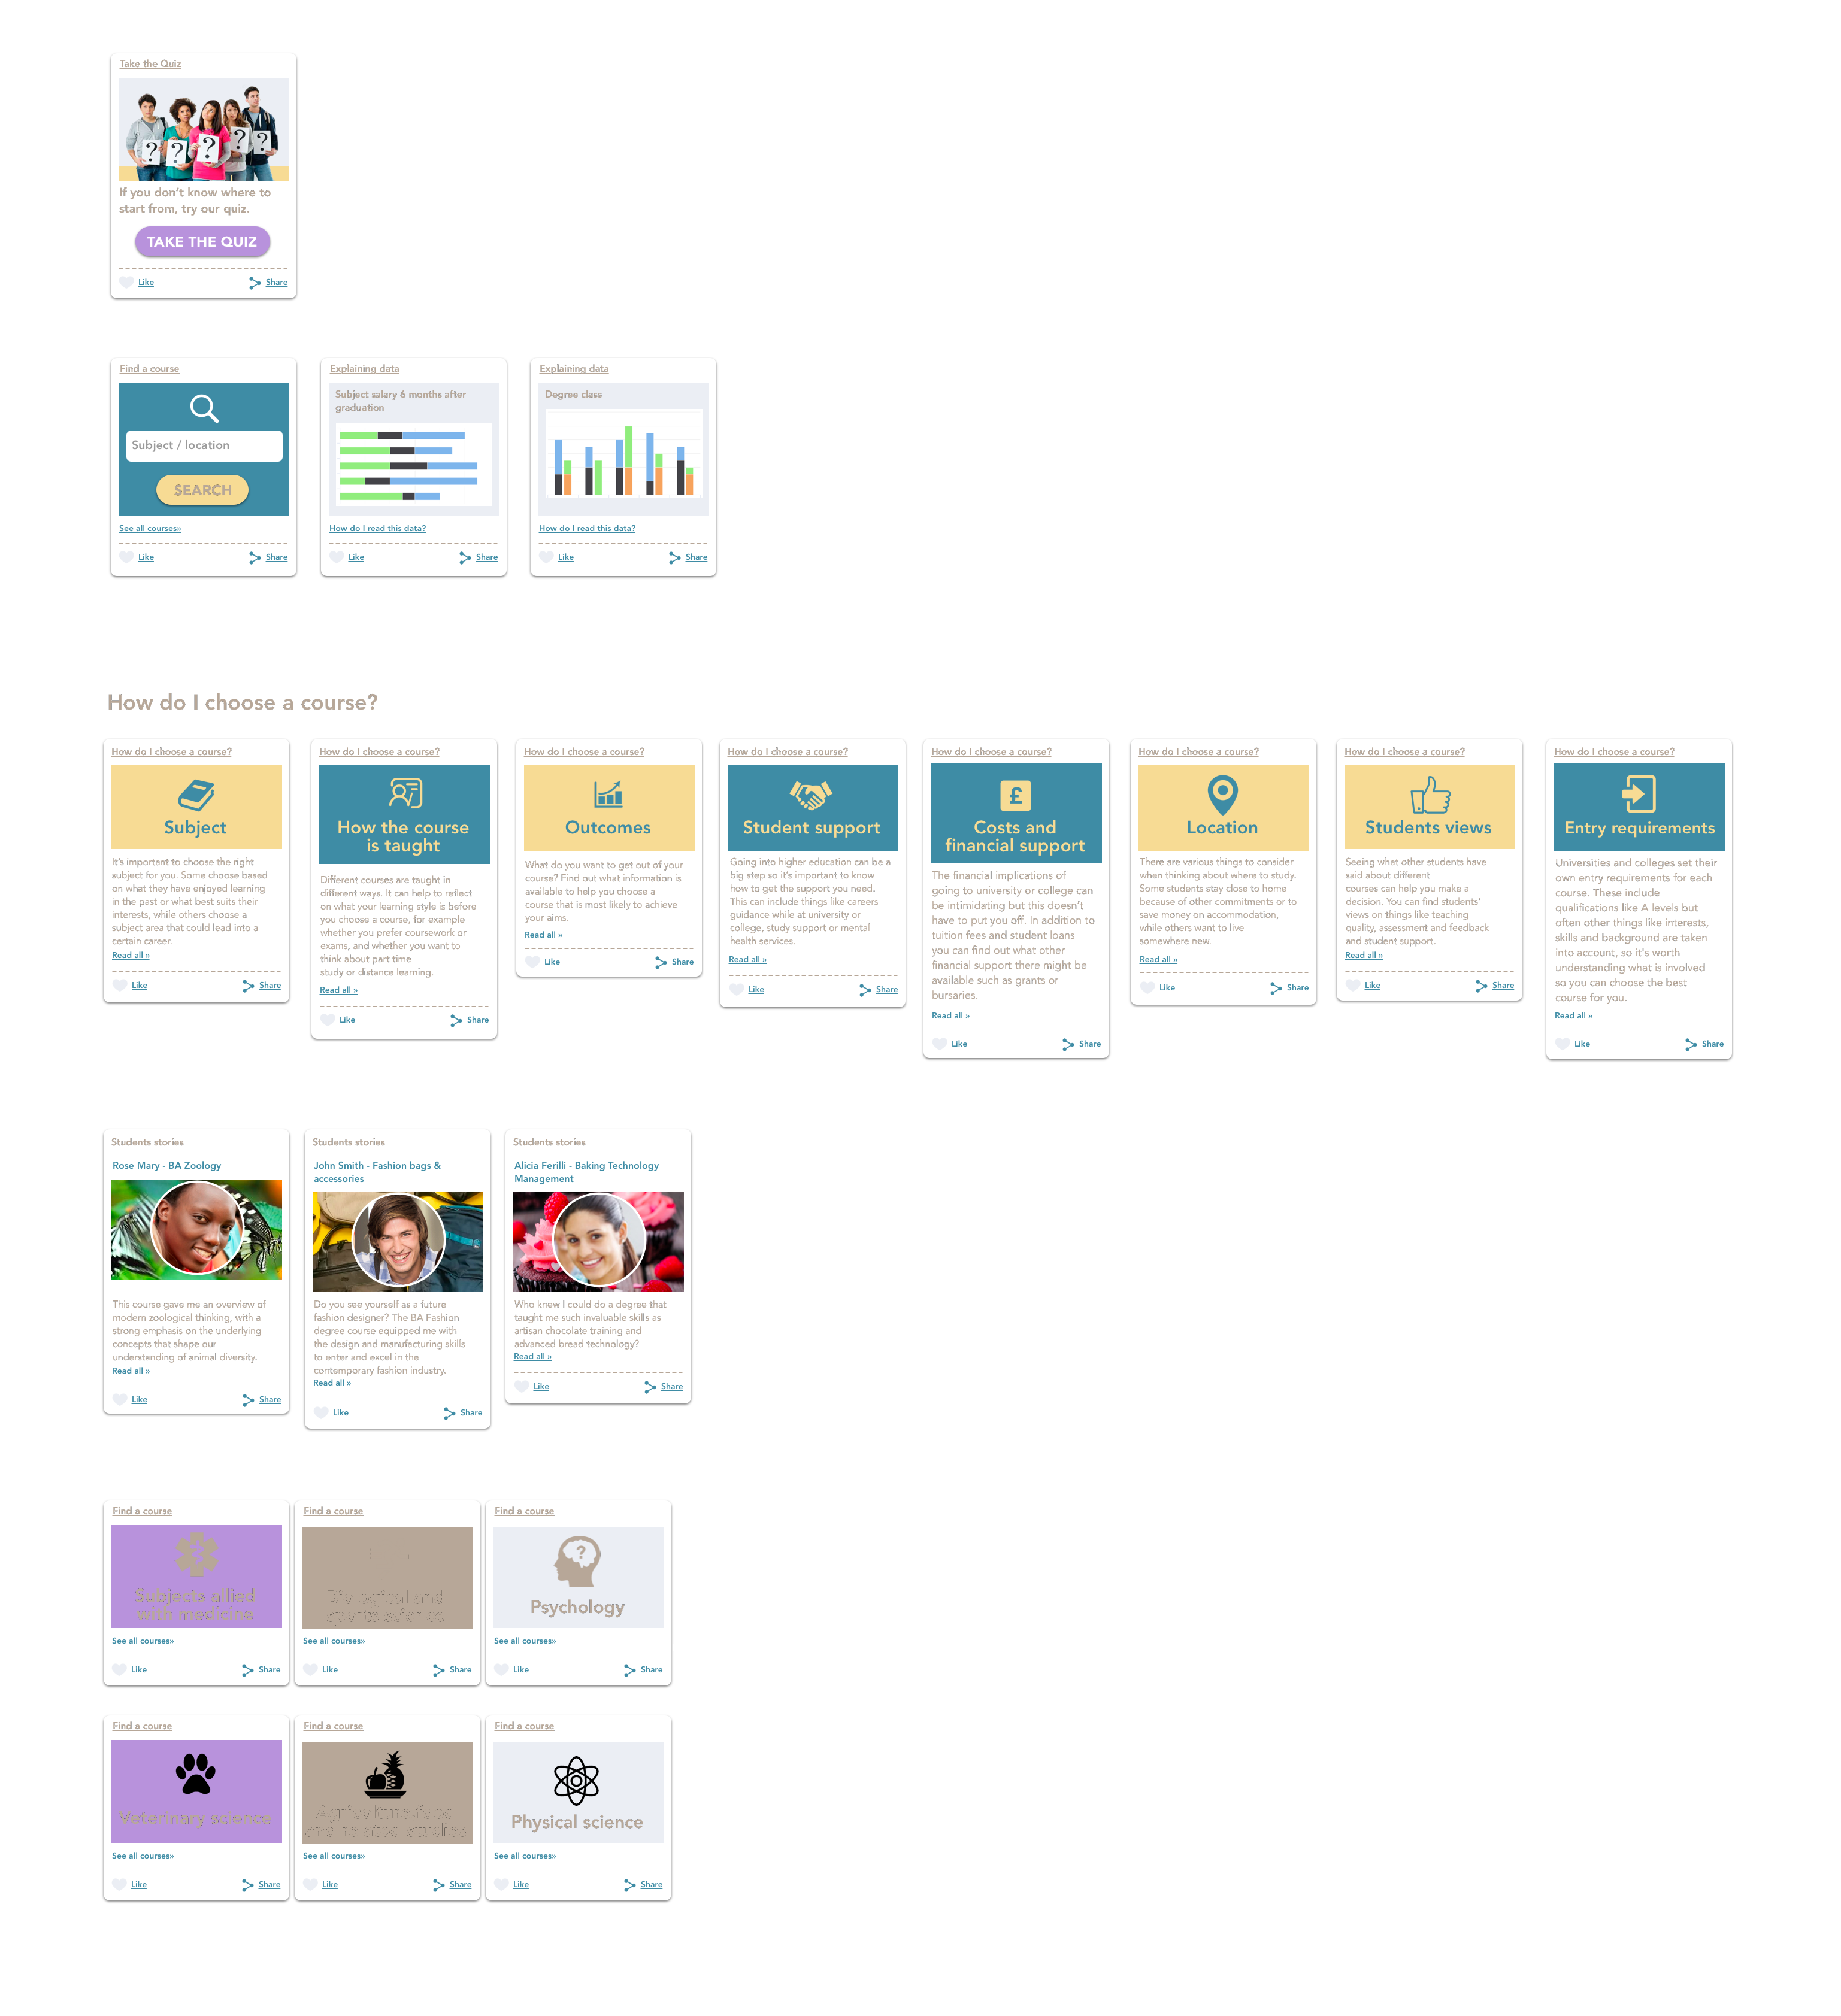 Take the Quiz
? ? ? ? ?
If you don't know where to
start from, try our quiz.
TAKE THE QUIZ
Like Share
Find a course
Subject / location
SEARCH
See all courses»
Like Share
Explaining data
Subject salary 6 months after
graduation
How do I read this data?
Like Share
Explaining data
Degree class
How do I read this data?
Like Share
How do I choose a course?
How do I choose a course?
Subject
It's important to choose the right
subject for you. Some choose based
on what they have enjoyed learning
in the past or what best suits their
interests, while others choose a
subject area that could lead into a
certain career.
Read all »
Like Share
How do I choose a course?
How the course
is taught
Different courses are taught in
different ways. It can help to reflect
on what your learning style is before
you choose a course, for example
whether you prefer coursework or
exams, and whether you want to
think about part time
study or distance learning.
Read all »
Like Share
How do I choose a course?
Outcomes
What do you want to get out of your
course? Find out what information is
available to help you choose a
course that is most likely to achieve
your aims.
Read all »
Like Share
How do I choose a course?
Student support
Going into higher education can be a
big step so it's important to know
how to get the support you need.
This can include things like careers
guidance while at university or
college, study support or mental
health services.
Read all »
Like Share
How do I choose a course?
£
Costs and
financial support
The financial implications of
going to university or college can
be intimidating but this doesn't
have to put you off. In addition to
tuition fees and student loans
you can find out what other
financial support there might be
available such as grants or
bursaries.
Read all »
Like Share
How do I choose a course?
Location
There are various things to consider
when thinking about where to study.
Some students stay close to home
because of other commitments or to
save money on accommodation,
while others want to live
somewhere new.
Read all »
Like Share
How do I choose a course?
Students views
Seeing what other students have
said about different
courses can help you make a
decision. You can find students'
views on things like teaching
quality, assessment and feedback
and student support.
Read all »
Like Share
How do I choose a course?
Entry requirements
Universities and colleges set their
own entry requirements for each
course. These include
qualifications like A levels but
often other things like interests,
skills and background are taken
into account, so it's worth
understanding what is involved
so you can choose the best
course for you.
Read all »
Like Share
Students stories
Rose Mary - BA Zoology
This course gave me an overview of
modern zoological thinking, with a
strong emphasis on the underlying
concepts that shape our
understanding of animal diversity.
Read all »
Like Share
Students stories
John Smith - Fashion bags &
accessories
Do you see yourself as a future
fashion designer? The BA Fashion
degree course equipped me with
the design and manufacturing skills
to enter and excel in the
contemporary fashion industry.
Read all »
Like Share
Students stories
Alicia Ferilli - Baking Technology
Management
Who knew I could do a degree that
taught me such invaluable skills as
artisan chocolate training and
advanced bread technology?
Read all »
Like Share
Find a course
Subjects allied
with medicine
See all courses»
Like Share
Find a course
and
sports science
See all courses»
Like Share
Find a course
?
Psychology
See all courses»
Like Share
Find a course
Veterinary science
See all courses»
Like Share
Find a course
studies
See all courses»
Like Share
Find a course
Physical science
See all courses»
Like Share